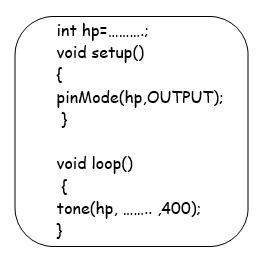 int hp=……….;
void setup()
{
pinMode(hp,OUTPUT);
}
void loop()
{
tone(hp, …….. ,400);
}